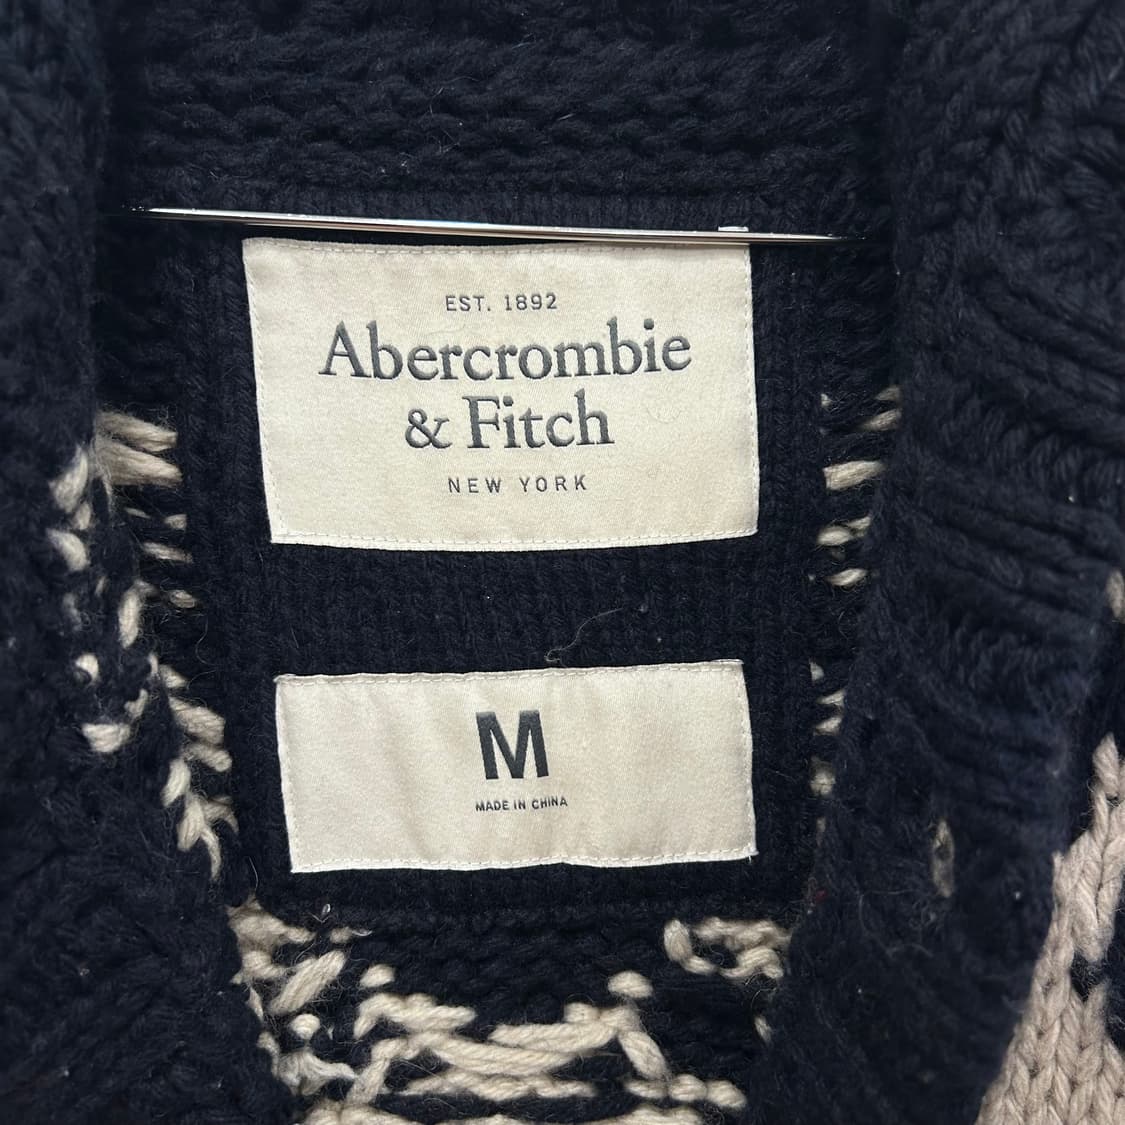 EST. 1892
Abercrombie
& Fitch
NEW YORK
M
MADE IN CHINA